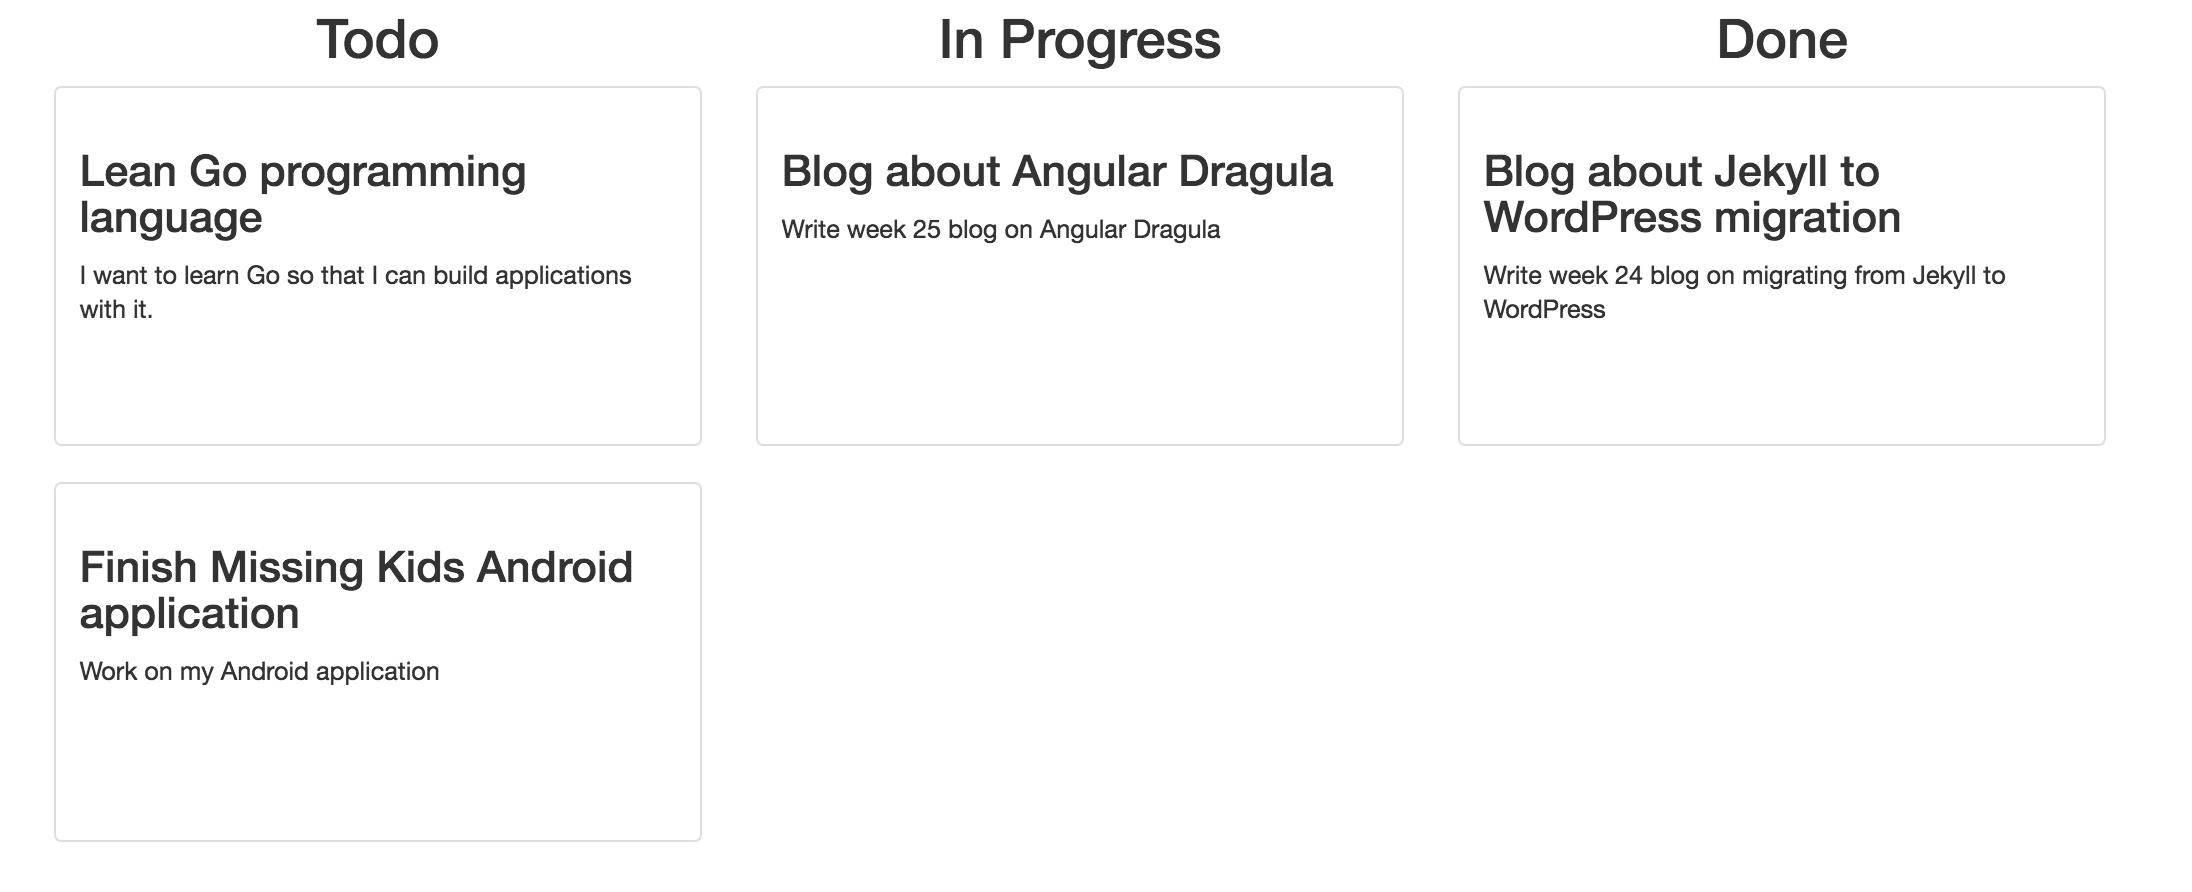 Todo
Lean Go programming
language
I want to learn Go so that I can build applications
with it.
Finish Missing Kids Android
application
Work on my Android application
In Progress
Blog about Angular Dragula
Write week 25 blog on Angular Dragula
Done
Blog about Jekyll to
WordPress migration
Write week 24 blog on migrating from Jekyll to
WordPress